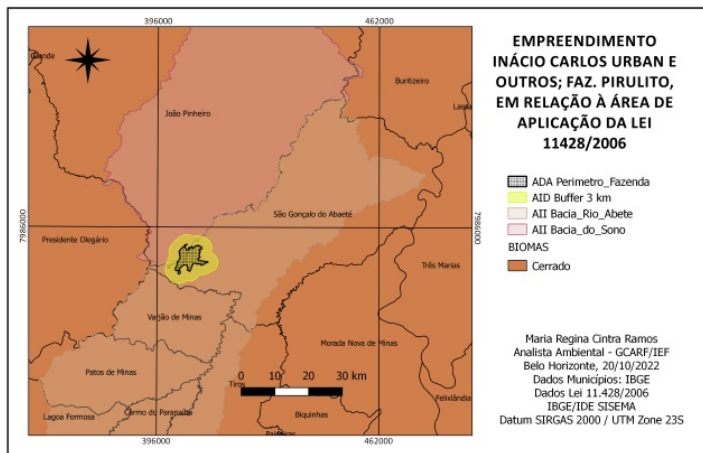 396000
462000
Grande
Buritizeiro
João Pinheiro
São Gonçalo do Abaeté
7986000
7986000
Presidente Olegário
Três Marias
Varjão de Minas
Morada Nova de Minas
Patos de Minas
Tiros
0 10 20 30 km
Felixlândia
Lagoa Formosa
Carmo do Paranaíba
Biquinhas
396000
462000
EMPREENDIMENTO
INÁCIO CARLOS URBAN E
OUTROS; FAZ. PIRULITO,
EM RELAÇÃO À ÁREA DE
APLICAÇÃO DA LEI
11428/2006
ADA Perimetro_Fazenda
AID Buffer 3 km
AII Bacia_Rio_Abete
AII Bacia_do_Sono
BIOMAS
Cerrado
Maria Regina Cintra Ramos
Analista Ambiental - GCARF/IEF
Belo Horizonte, 20/10/2022
Dados Municípios: IBGE
Dados Lei 11.428/2006
IBGE/IDE SISEMA
Datum SIRGAS 2000 / UTM Zone 23S